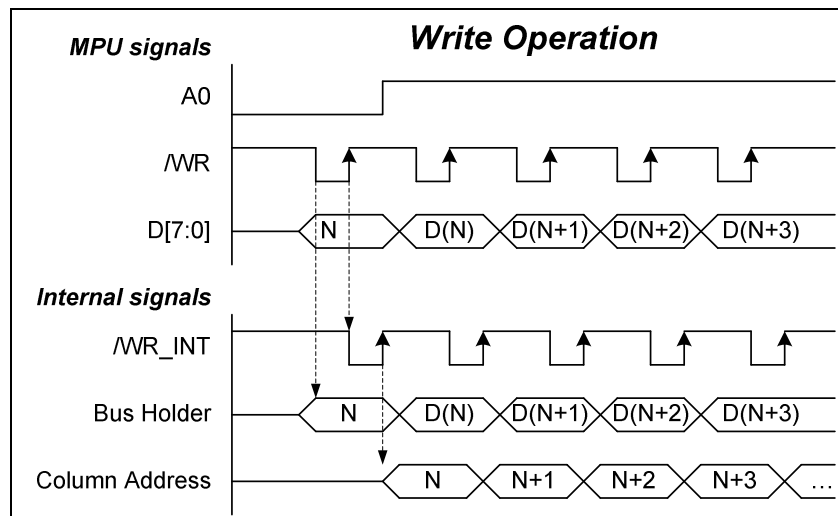 MPU signals
Write Operation
A0
/WR
D[7:0] N D(N) D(N+1) D(N+2) D(N+3)
Internal signals
/WR_INT
Bus Holder N D(N) D(N+1) D(N+2) D(N+3)
Column Address N N+1 N+2 N+3 ...